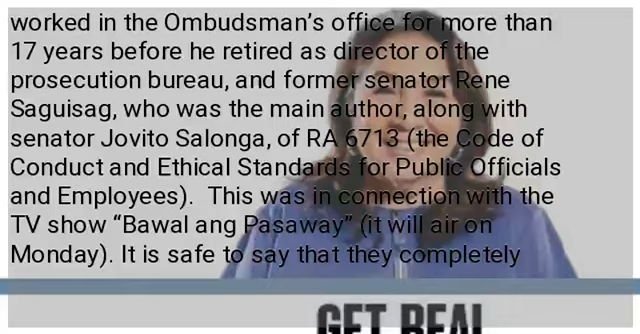 worked in the Ombudsman’s office for more than
17 years before he retired as director of the
prosecution bureau, and former senator Rene
Saguisag, who was the main author, along with
senator Jovito Salonga, of RA 6713 (the Code of
Conduct and Ethical Standards for Public Officials
and Employees).  This was in connection with the
TV show “Bawal ang Pasaway” (it will air on
Monday). It is safe to say that they completely
GET REAL